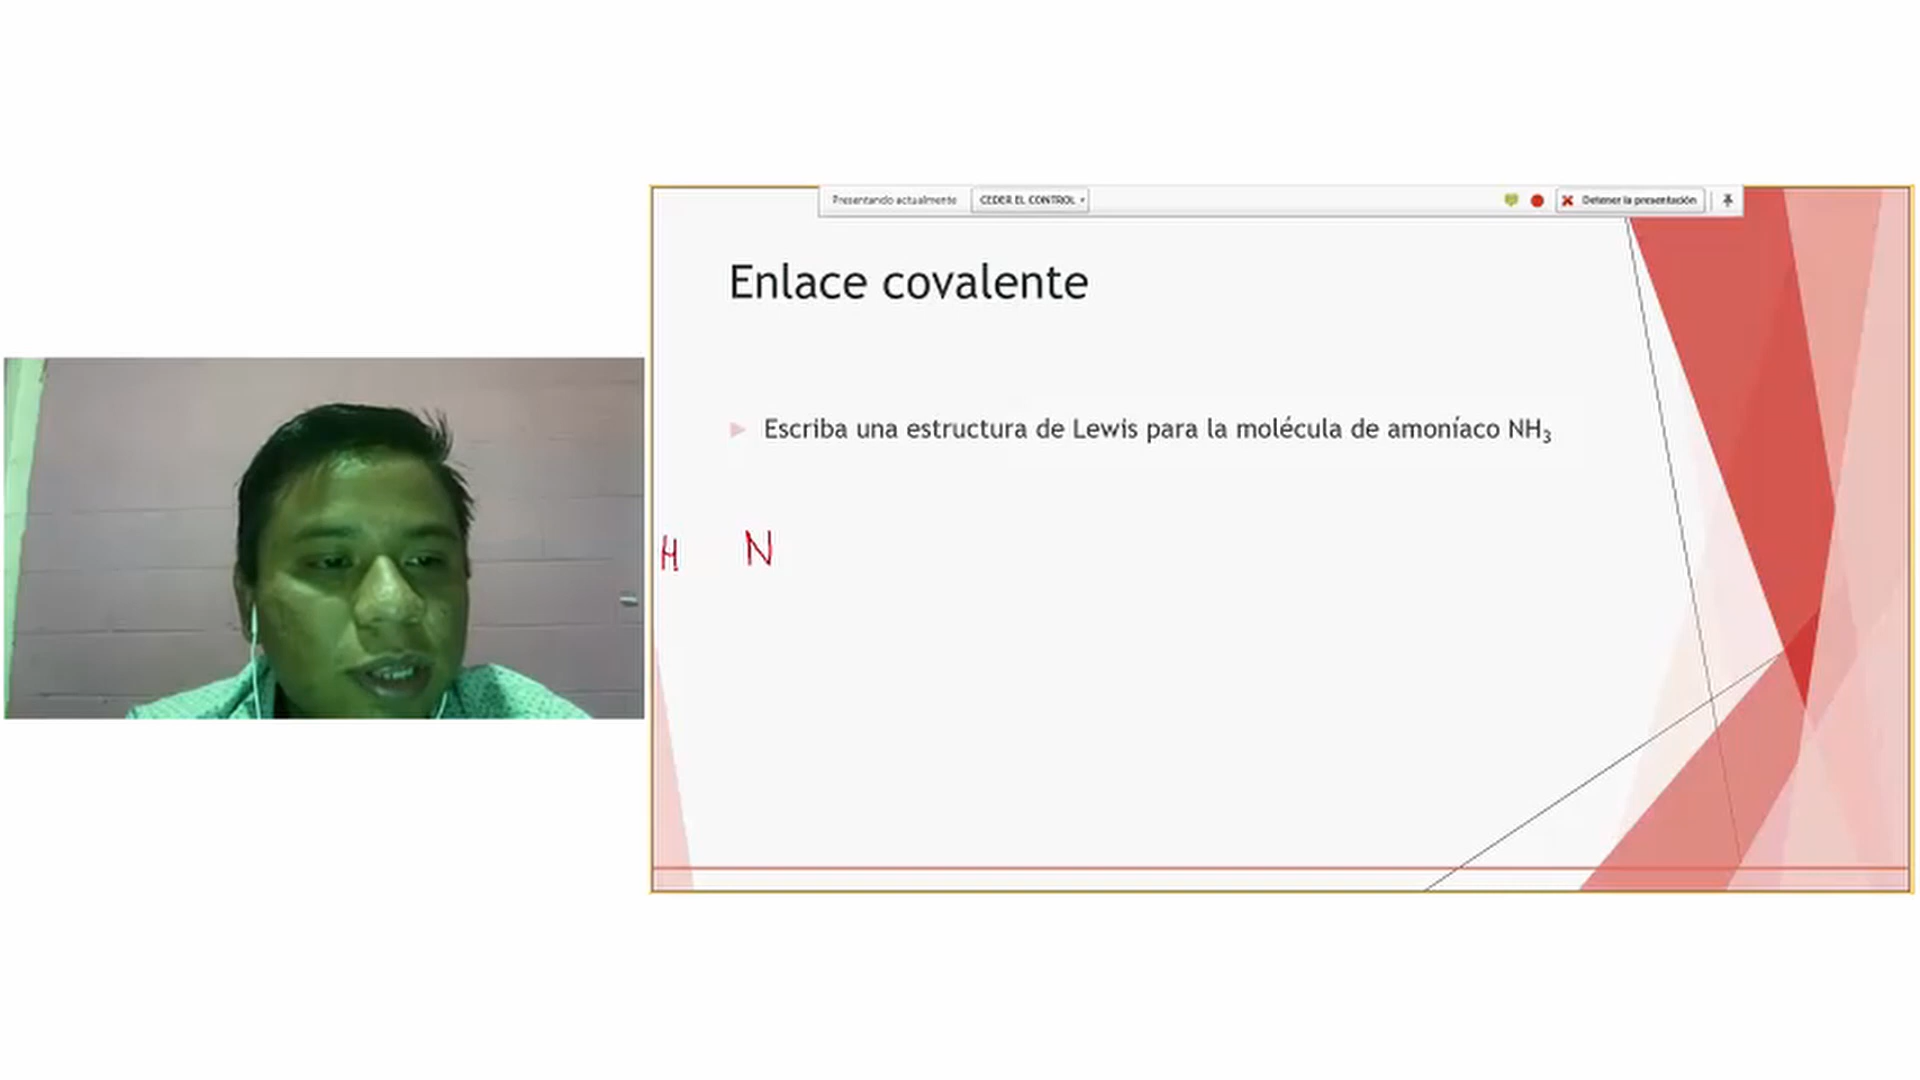 Presentando actualmente CEDER EL CONTROL Detener la presentación
Enlace covalente
Escriba una estructura de Lewis para la molécula de amoníaco NH₃
H N